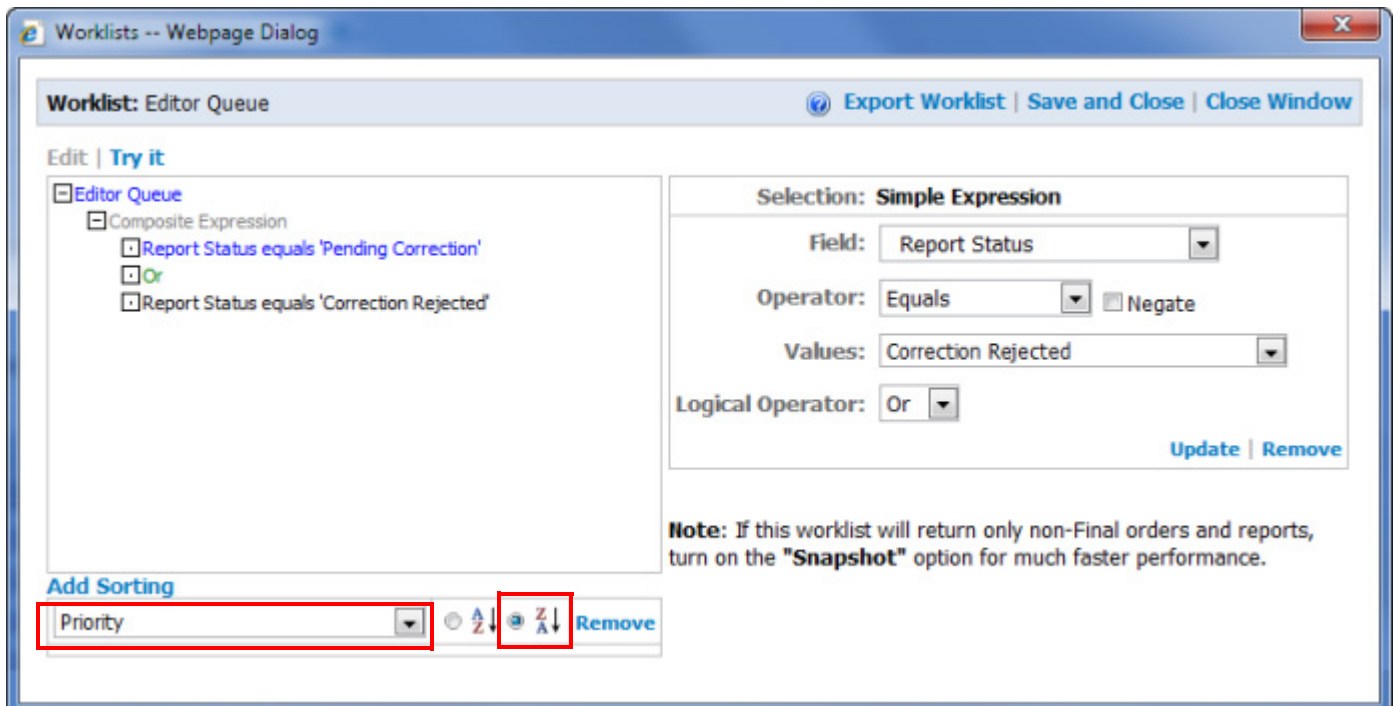 Worklists -- Webpage Dialog
Worklist: Editor Queue
Export Worklist | Save and Close | Close Window
Edit | Try it
Editor Queue
Composite Expression
Report Status equals 'Pending Correction'
Or
Report Status equals 'Correction Rejected'
Selection: Simple Expression
Field: Report Status
Operator: Equals Negate
Values: Correction Rejected
Logical Operator: Or
Update | Remove
Note: If this worklist will return only non-Final orders and reports,
turn on the "Snapshot" option for much faster performance.
Add Sorting
Priority A Z Z A Remove